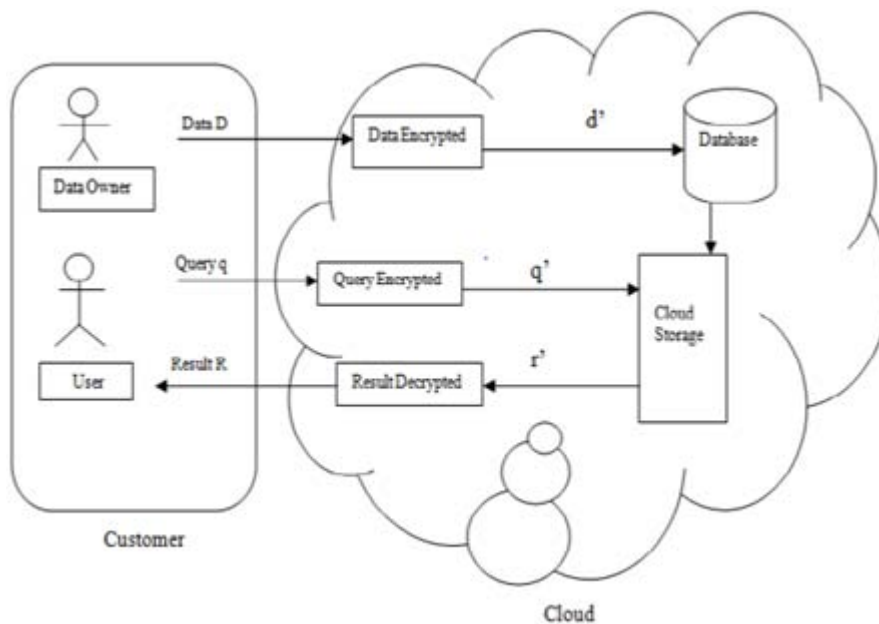 Data D
Data Encrypted
d’
Database
Data Owner
Query q
Query Encrypted
q’
Cloud
Storage
Result R
Result Decrypted
r’
User
Customer
Cloud